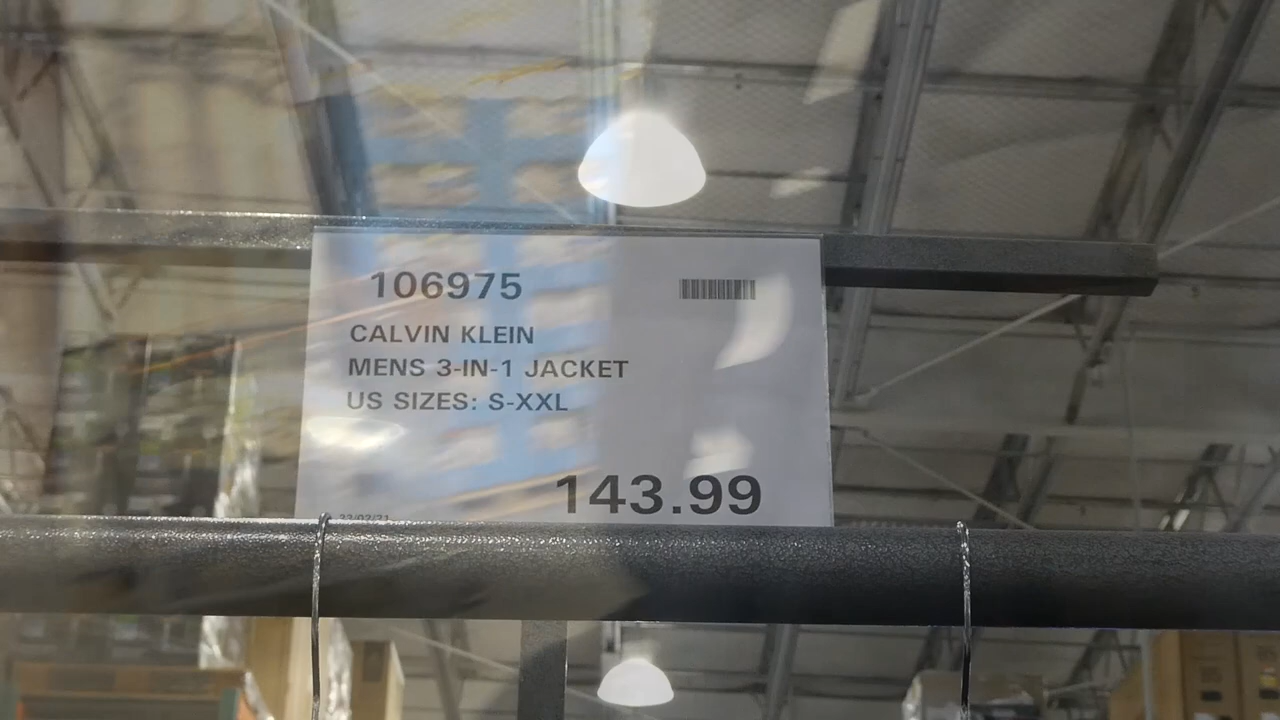 106975
CALVIN KLEIN
MENS 3-IN-1 JACKET
US SIZES: S-XXL
143.99